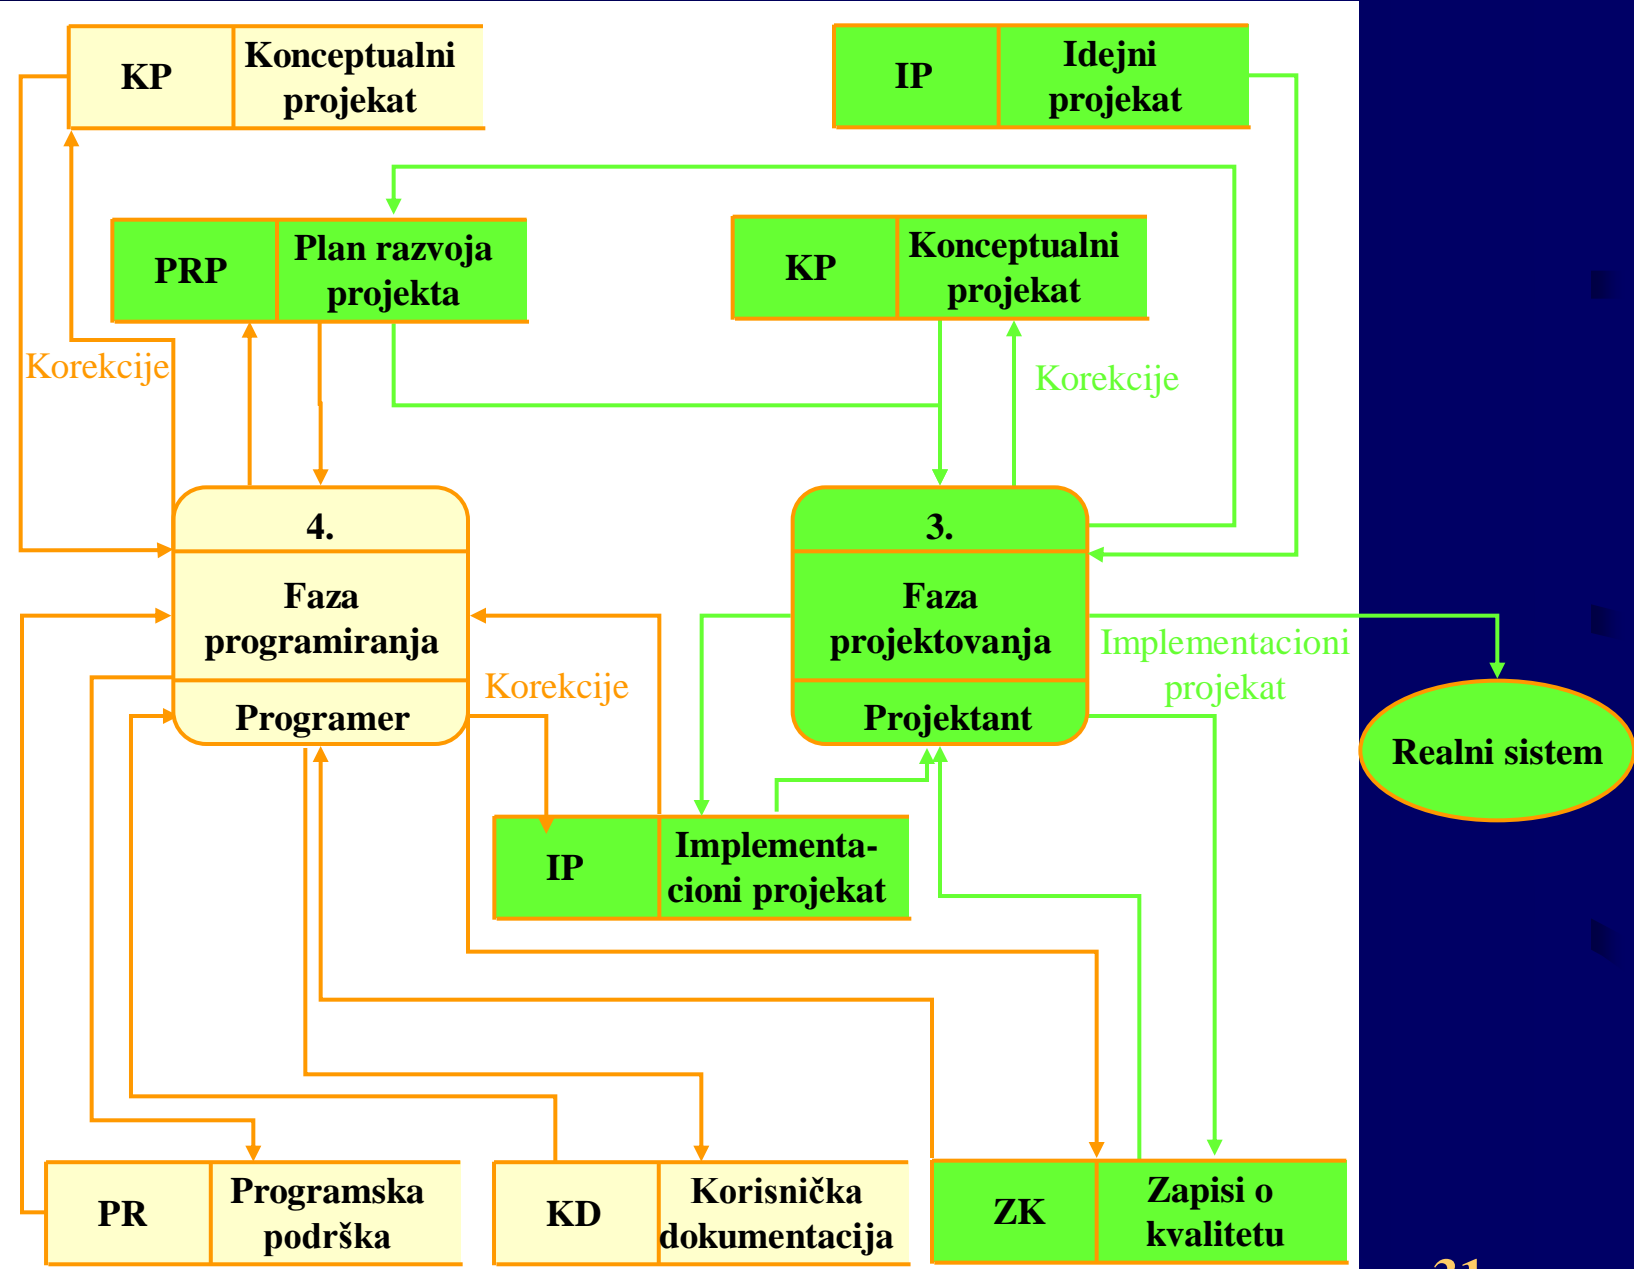 KP
Konceptualni
projekat
IP
Idejni
projekat
PRP
Plan razvoja
projekta
KP
Konceptualni
projekat
Korekcije
Korekcije
4.
Faza
programiranja
Programer
3.
Faza
projektovanja
Projektant
Korekcije
Implementacioni
projekat
Realni sistem
IP
Implementa-
cioni projekat
PR
Programska
podrška
KD
Korisnička
dokumentacija
ZK
Zapisi o
kvalitetu
31